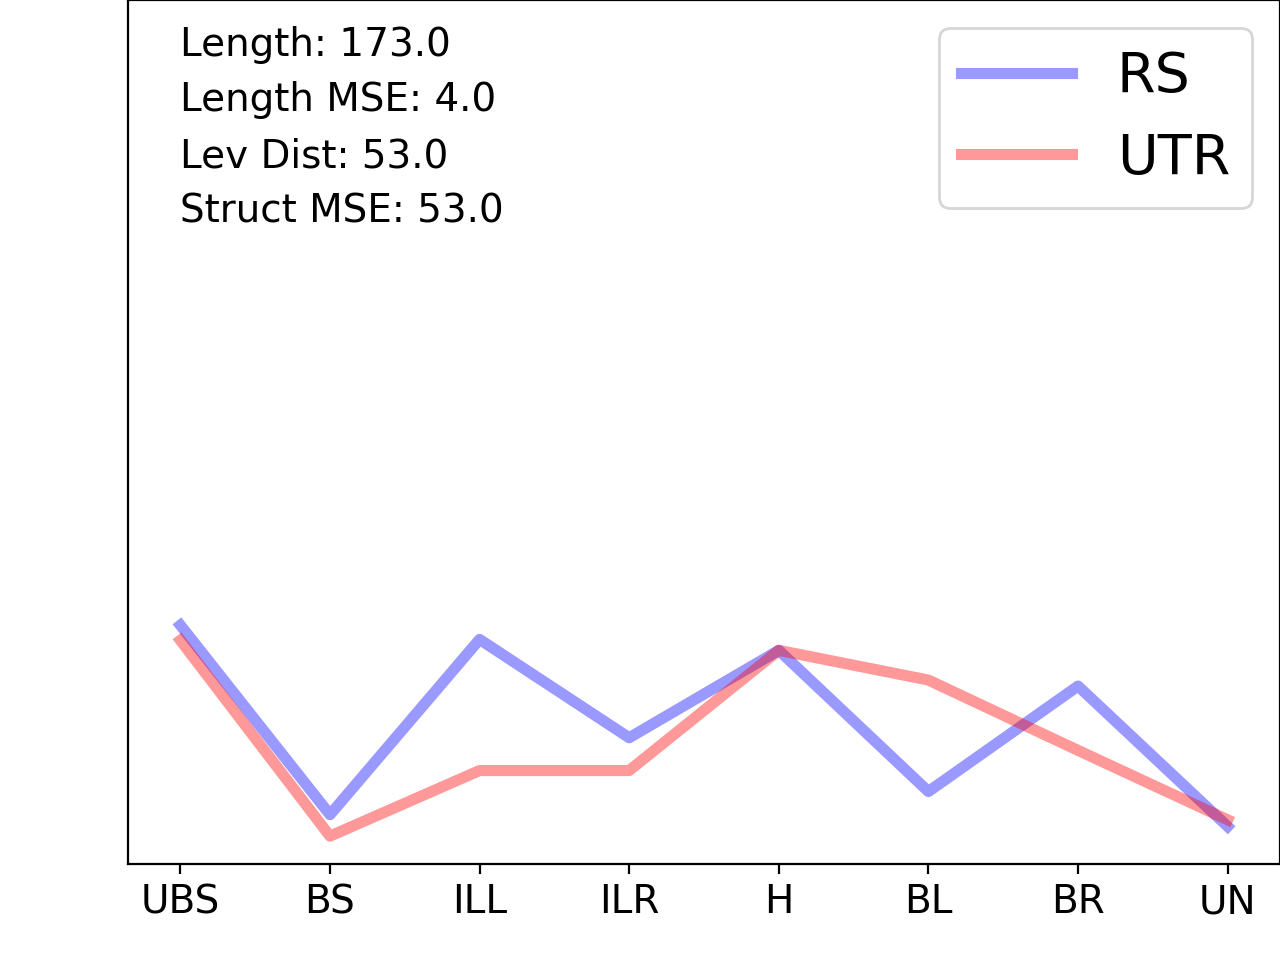 Length: 173.0
Length MSE: 4.0
Lev Dist: 53.0
Struct MSE: 53.0
RS
UTR
UBS BS ILL ILR H BL BR UN